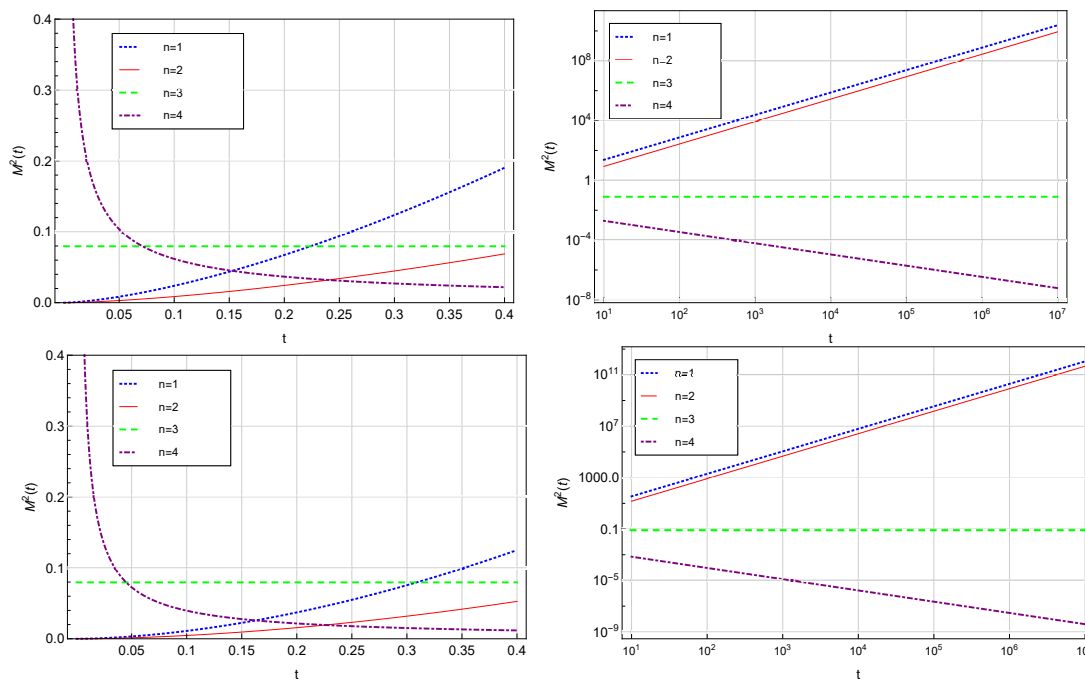 0.4
0.3
0.2
0.1
0.0
M²(t)
n=1
n=2
n=3
n=4
0.05 0.1 0.15 0.2 0.25 0.3 0.35 0.4
t
10⁸
10⁴
1
10⁻⁴
10⁻⁸
M²(t)
n=1
n−2
n=3
n=4
10¹ 10² 10³ 10⁴ 10⁵ 10⁶ 10⁷
t
0.4
0.3
0.2
0.1
0.0
M²(t)
n=1
n=2
n=3
n=4
0.05 0.1 0.15 0.2 0.25 0.3 0.35 0.4
t
10¹¹
10⁷
1000.0
0.1
10⁻⁵
10⁻⁹
M²(t)
n=1
n=2
n=3
n=4
10¹ 10² 10³ 10⁴ 10⁵ 10⁶
t